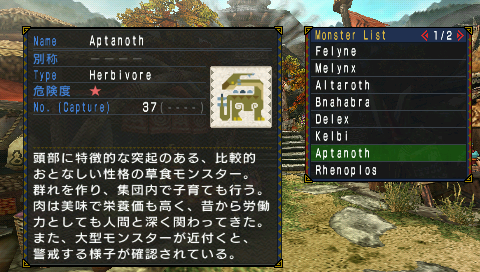 Name Aptanoth
別称 －－－－
Type Herbivore
危険度 ★
No. (Capture) 37(----)
頭部に特徴的な突起のある、比較的
おとなしい性格の草食モンスター。
群れを作り、集団内で子育ても行う。
肉は美味で栄養価も高く、昔から労働
力としても人間と深く関わってきた。
また、大型モンスターが近付くと、
警戒する様子が確認されている。
Monster List 1/2
Felyne
Melynx
Altaroth
Bnahabra
Delex
Kelbi
Aptanoth
Rhenoplos